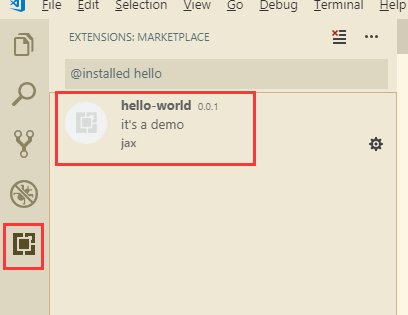 Edit Selection View Go Debug Terminal Help
EXTENSIONS: MARKETPLACE
@installed hello
hello-world 0.0.1
it's a demo
jax